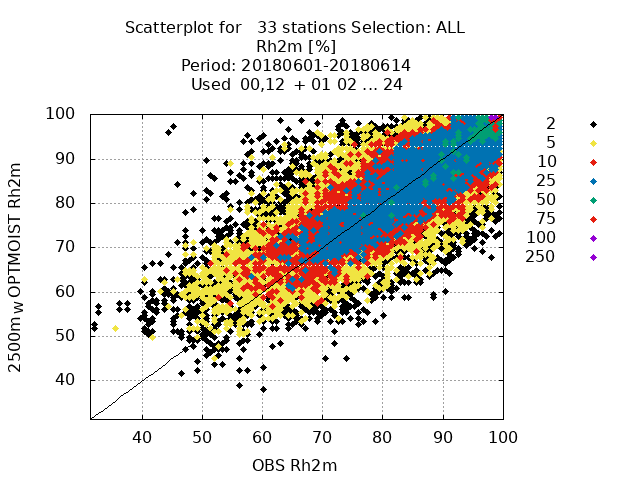 Scatterplot for 33 stations Selection: ALL
Rh2m [%]
Period: 20180601-20180614
Used 00,12 + 01 02 ... 24
100
90
80
70
60
50
40
40 50 60 70 80 90 100
OBS Rh2m
2500m_W OPTMOIST Rh2m
2
5
10
25
50
75
100
250